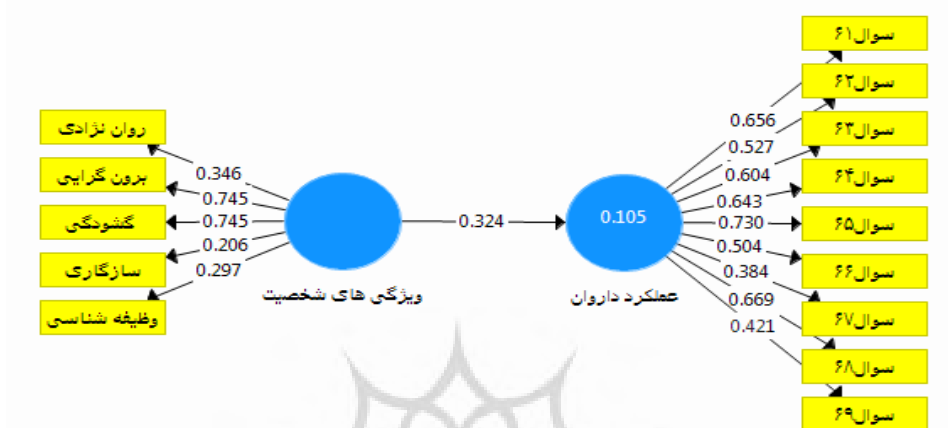 سوال۶۱
سوال۶۲
سوال۶۳
سوال۶۴
سوال۶۵
سوال۶۶
سوال۶۷
سوال۶۸
سوال۶۹
0.656
0.527
0.604
0.643
0.730
0.504
0.384
0.669
0.421
0.105
عملکرد داروان
0.324
ویژگی های شخصیت
0.346
0.745
0.745
0.206
0.297
روان نژادی
برون گرایی
گشودگی
سازگاری
وظیفه شناسی